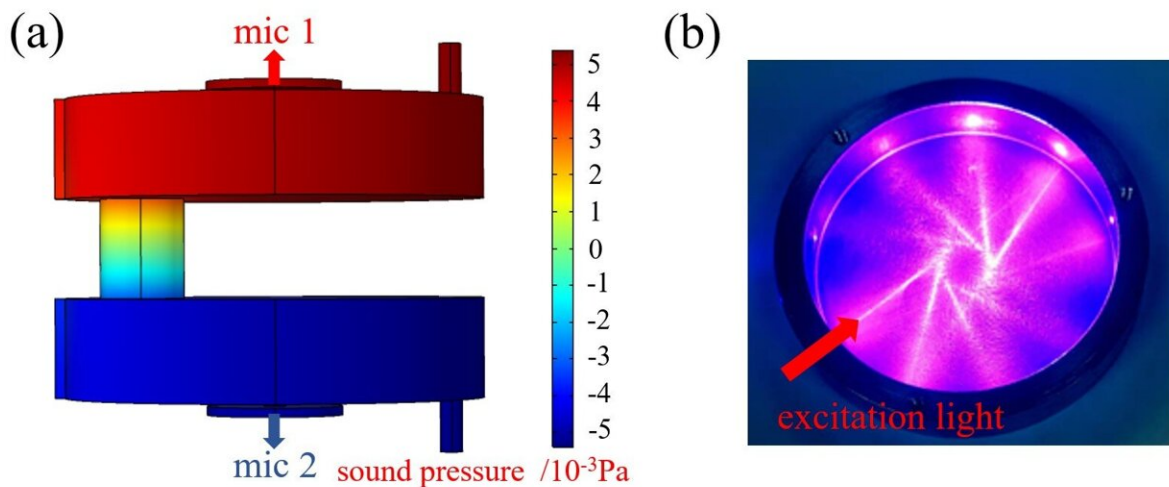 (a)
mic 1
5
4
3
2
1
0
-1
-2
-3
-4
-5
mic 2
sound pressure /10⁻³Pa
(b)
excitation light